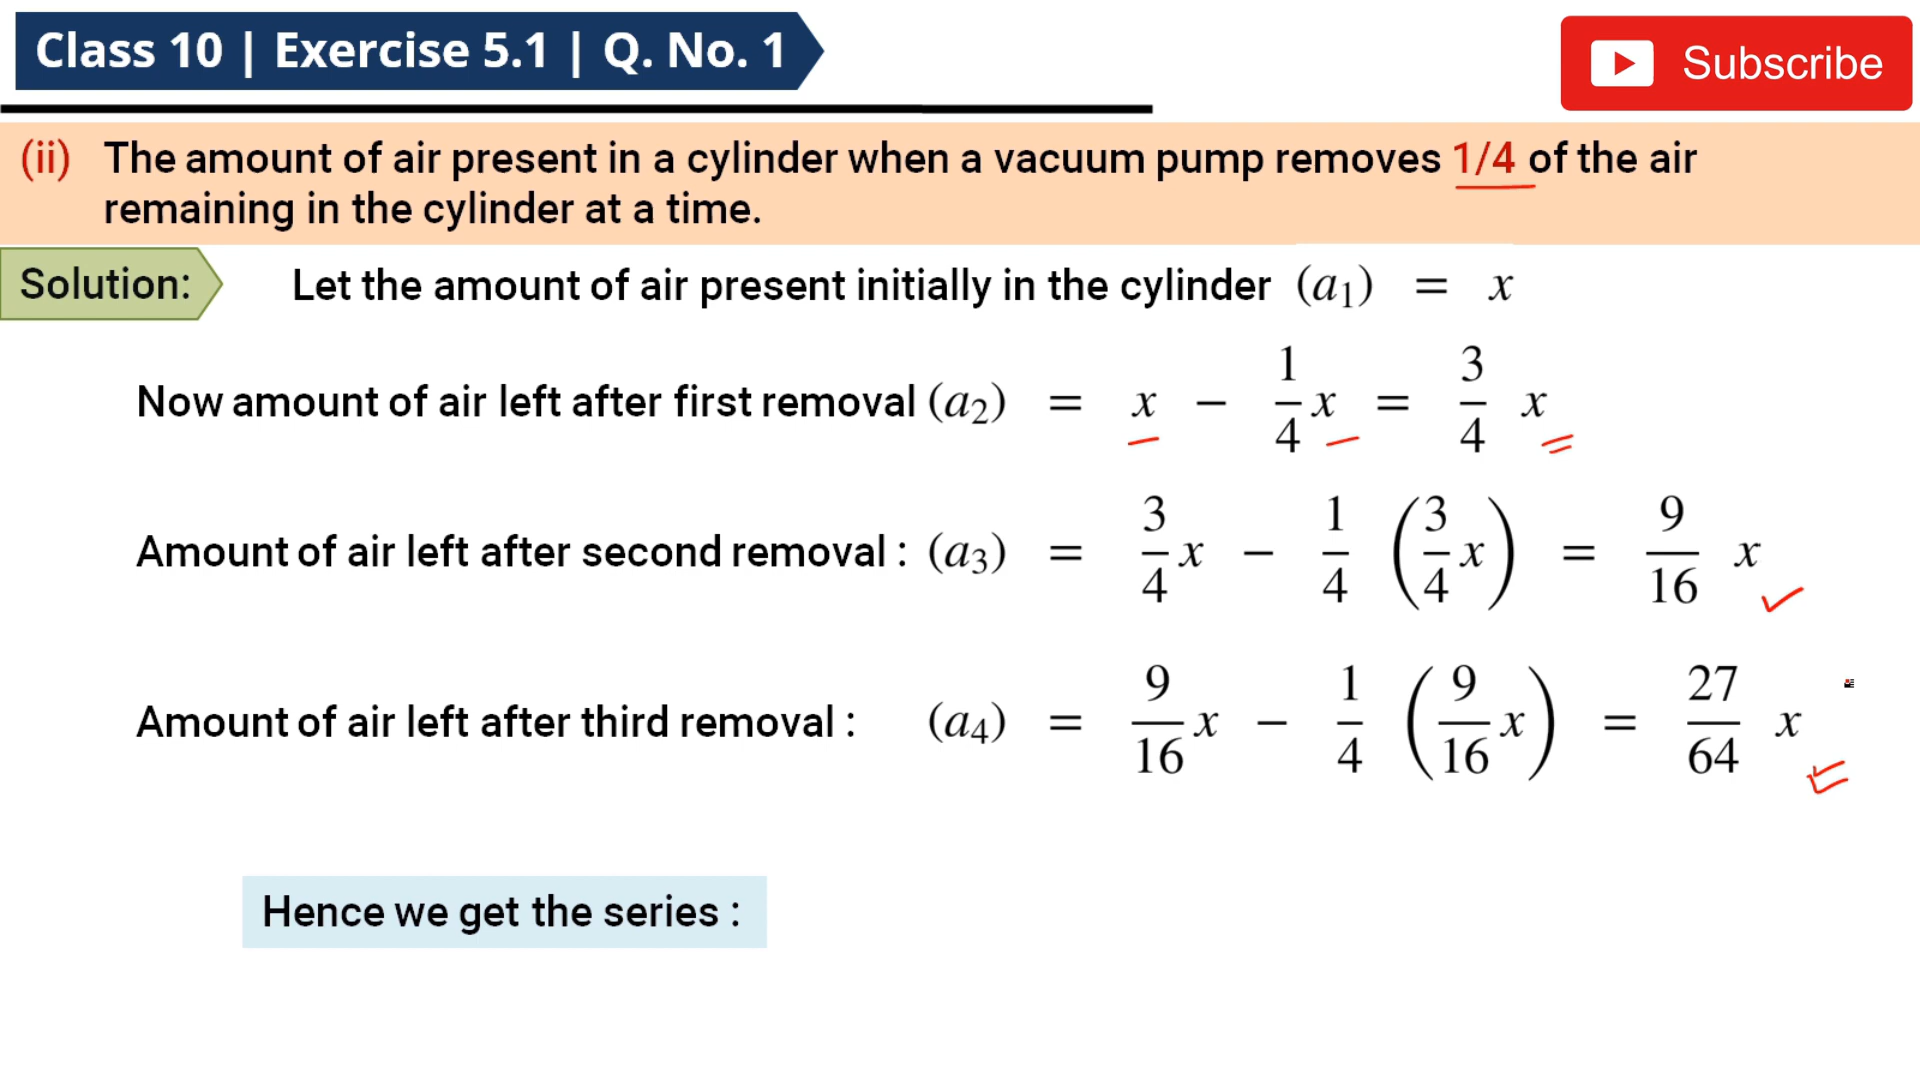 Class 10 | Exercise 5.1 | Q. No. 1
Subscribe
(ii) The amount of air present in a cylinder when a vacuum pump removes 1/4 of the air
remaining in the cylinder at a time.
Solution: Let the amount of air present initially in the cylinder (a₁) = x
Now amount of air left after first removal (a₂) = x − 1/4 x = 3/4 x
Amount of air left after second removal : (a₃) = 3/4 x − 1/4 (3/4 x) = 9/16 x
Amount of air left after third removal : (a₄) = 9/16 x − 1/4 (9/16 x) = 27/64 x
Hence we get the series :